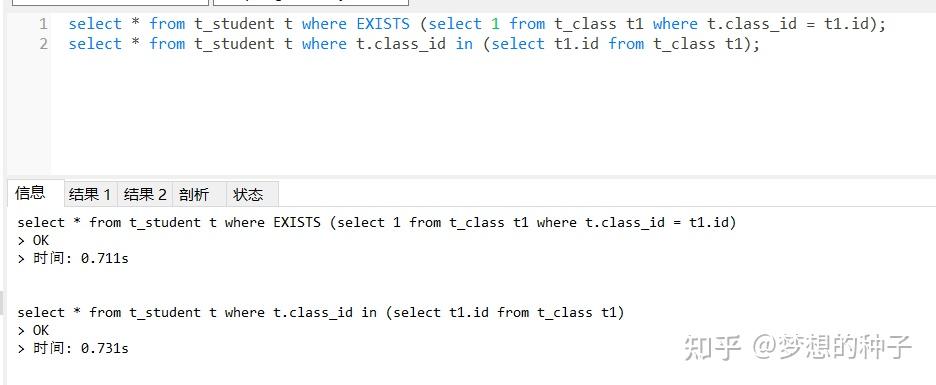 1 select * from t_student t where EXISTS (select 1 from t_class t1 where t.class_id = t1.id);
2 select * from t_student t where t.class_id in (select t1.id from t_class t1);
信息 结果 1 结果 2 剖析 状态
select * from t_student t where EXISTS (select 1 from t_class t1 where t.class_id = t1.id)
> OK
> 时间: 0.711s
select * from t_student t where t.class_id in (select t1.id from t_class t1)
> OK
> 时间: 0.731s
知乎 @梦想的种子